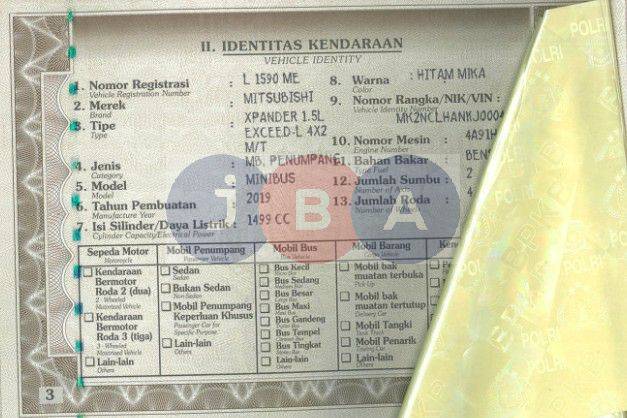 II. IDENTITAS KENDARAAN
VEHICLE IDENTITY
1. Nomor Registrasi : L 1590 ME
Vehicle Registration Number
2. Merek : MITSUBISHI
Brand
3. Tipe : XPANDER 1.5L
Type
EXCEED-L 4X2
M/T
4. Jenis : MB. PENUMPANG
Category
5. Model : MINIBUS
Model
6. Tahun Pembuatan : 2019
Manufacture Year
7. Isi Silinder/Daya Listrik : 1499 CC
Cylinder Capacity/Electrical Power
8. Warna : HITAM MIKA
Color
9. Nomor Rangka/NIK/VIN :
Vehicle Identity Number
MK2NCLHANKJ0004
10. Nomor Mesin : 4A91H
Engine Number
11. Bahan Bakar : BEN
Type Fuel
12. Jumlah Sumbu : 2
Number of Axle
13. Jumlah Roda : 4
Number of Wheel
jBA
Sepeda Motor
Motorcycle
Kendaraan
Bermotor
Roda 2 (dua)
2 - Wheeled
Motorized Vehicle
Kendaraan
Bermotor
Roda 3 (tiga)
3 - Wheeled
Motorized Vehicle
Lain-lain
Others
Mobil Penumpang
Passenger Vehicle
Sedan
Sedan
Bukan Sedan
Non Sedan
Mobil Penumpang
Keperluan Khusus
Passenger Car for
Specific Purpose
Lain-lain
Others
Mobil Bus
Bus Vehicle
Bus Kecil
Bus Sedang
Bus Besar
Bus Maxi
Bus Gandeng
Bus Tempel
Bus Tingkat
Lain-lain
Others
Mobil Barang
Mobil bak
muatan terbuka
Pick Up
Mobil bak
muatan tertutup
Delivery Car
Mobil Tangki
Mobil Penarik
Lain-lain
Others
POLRI
3